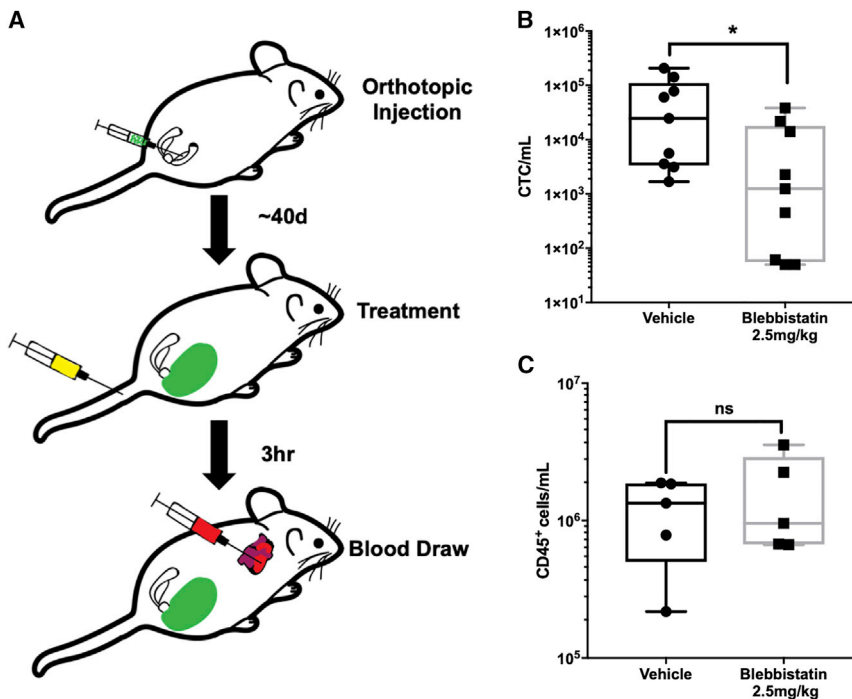 A
Orthotopic
Injection
~40d
Treatment
3hr
Blood Draw
B
*
CTC/mL
1×10⁶
1×10⁵
1×10⁴
1×10³
1×10²
1×10¹
Vehicle
Blebbistatin
2.5mg/kg
C
ns
CD45⁺ cells/mL
10⁷
10⁶
10⁵
Vehicle
Blebbistatin
2.5mg/kg